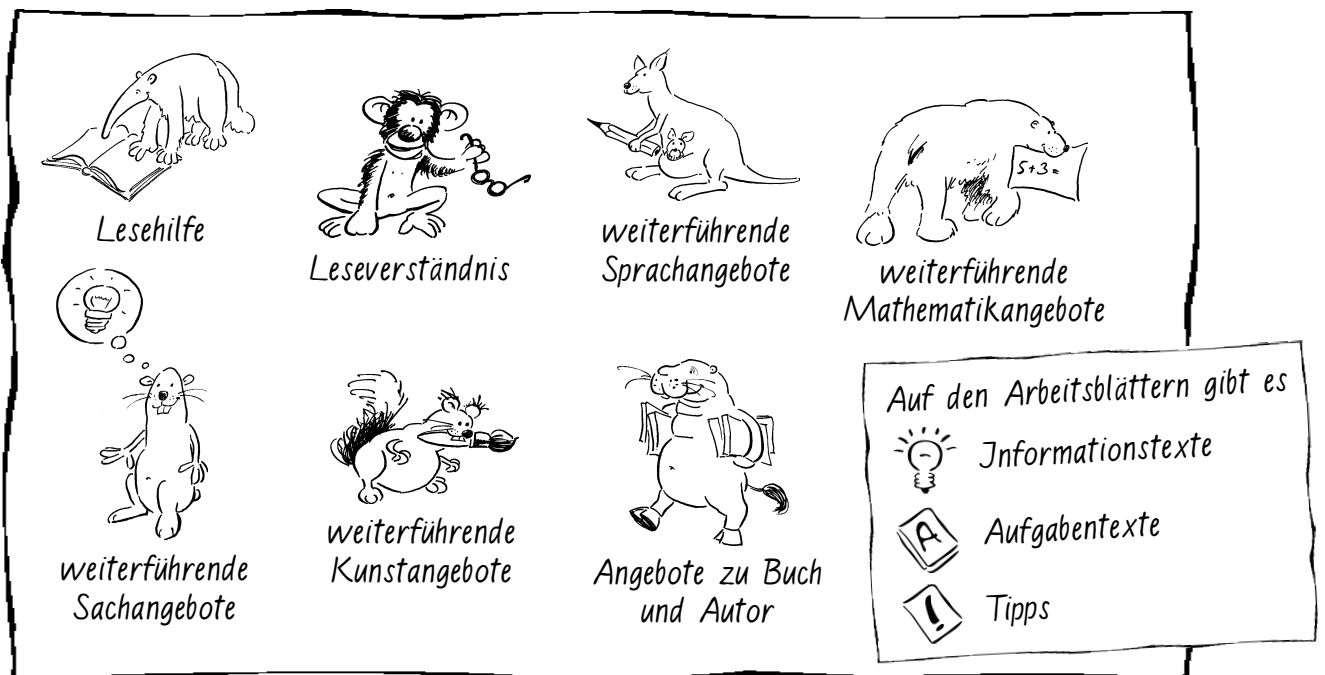 Lesehilfe
Leseverständnis
weiterführende
Sprachangebote
5+3=
weiterführende
Mathematikangebote
weiterführende
Sachangebote
weiterführende
Kunstangebote
Angebote zu Buch
und Autor
Auf den Arbeitsblättern gibt es
Informationstexte
A
Aufgabentexte
!
Tipps